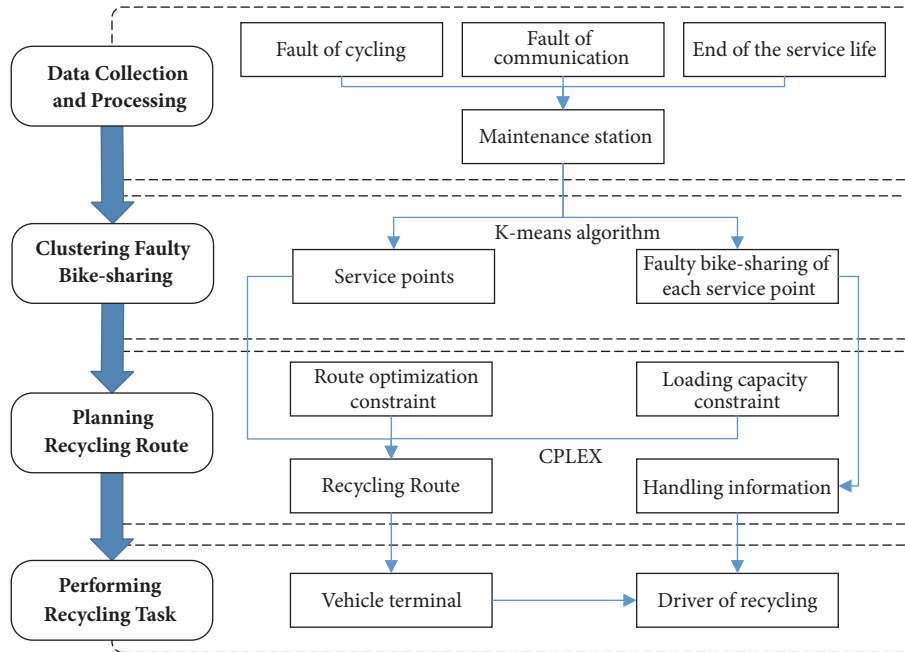 Data Collection
and Processing
Fault of
cycling
Fault of
communication
End of the service life
Maintenance station
Clustering Faulty
Bike-sharing
K-means algorithm
Service points
Faulty bike-sharing of
each service point
Planning
Recycling Route
Route optimization
constraint
Loading capacity
constraint
CPLEX
Recycling Route
Handling information
Performing
Recycling Task
Vehicle terminal
Driver of recycling